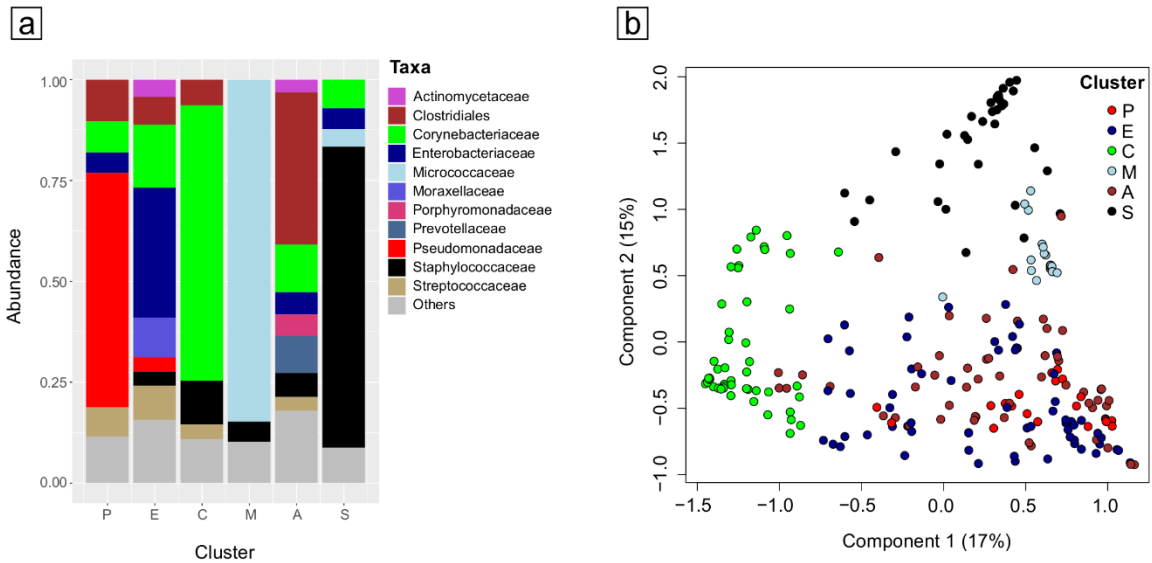 a
Abundance
1.00
0.75
0.50
0.25
0.00
P E C M A S
Cluster
Taxa
Actinomycetaceae
Clostridiales
Corynebacteriaceae
Enterobacteriaceae
Micrococcaceae
Moraxellaceae
Porphyromonadaceae
Prevotellaceae
Pseudomonadaceae
Staphylococcaceae
Streptococcaceae
Others
b
Component 2 (15%)
2.0
1.5
1.0
0.5
0.0
−0.5
−1.0
−1.5 −1.0 −0.5 0.0 0.5 1.0
Component 1 (17%)
Cluster
P
E
C
M
A
S